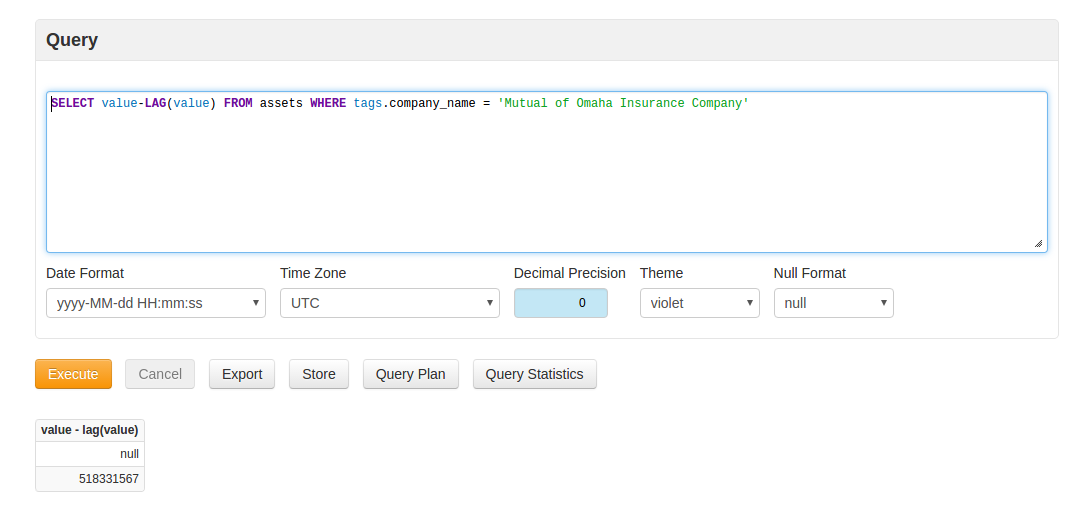 Query
SELECT value-LAG(value) FROM assets WHERE tags.company_name = 'Mutual of Omaha Insurance Company'
Date Format Time Zone Decimal Precision Theme Null Format
yyyy-MM-dd HH:mm:ss UTC 0 violet null
Execute Cancel Export Store Query Plan Query Statistics
value - lag(value)
null
518331567